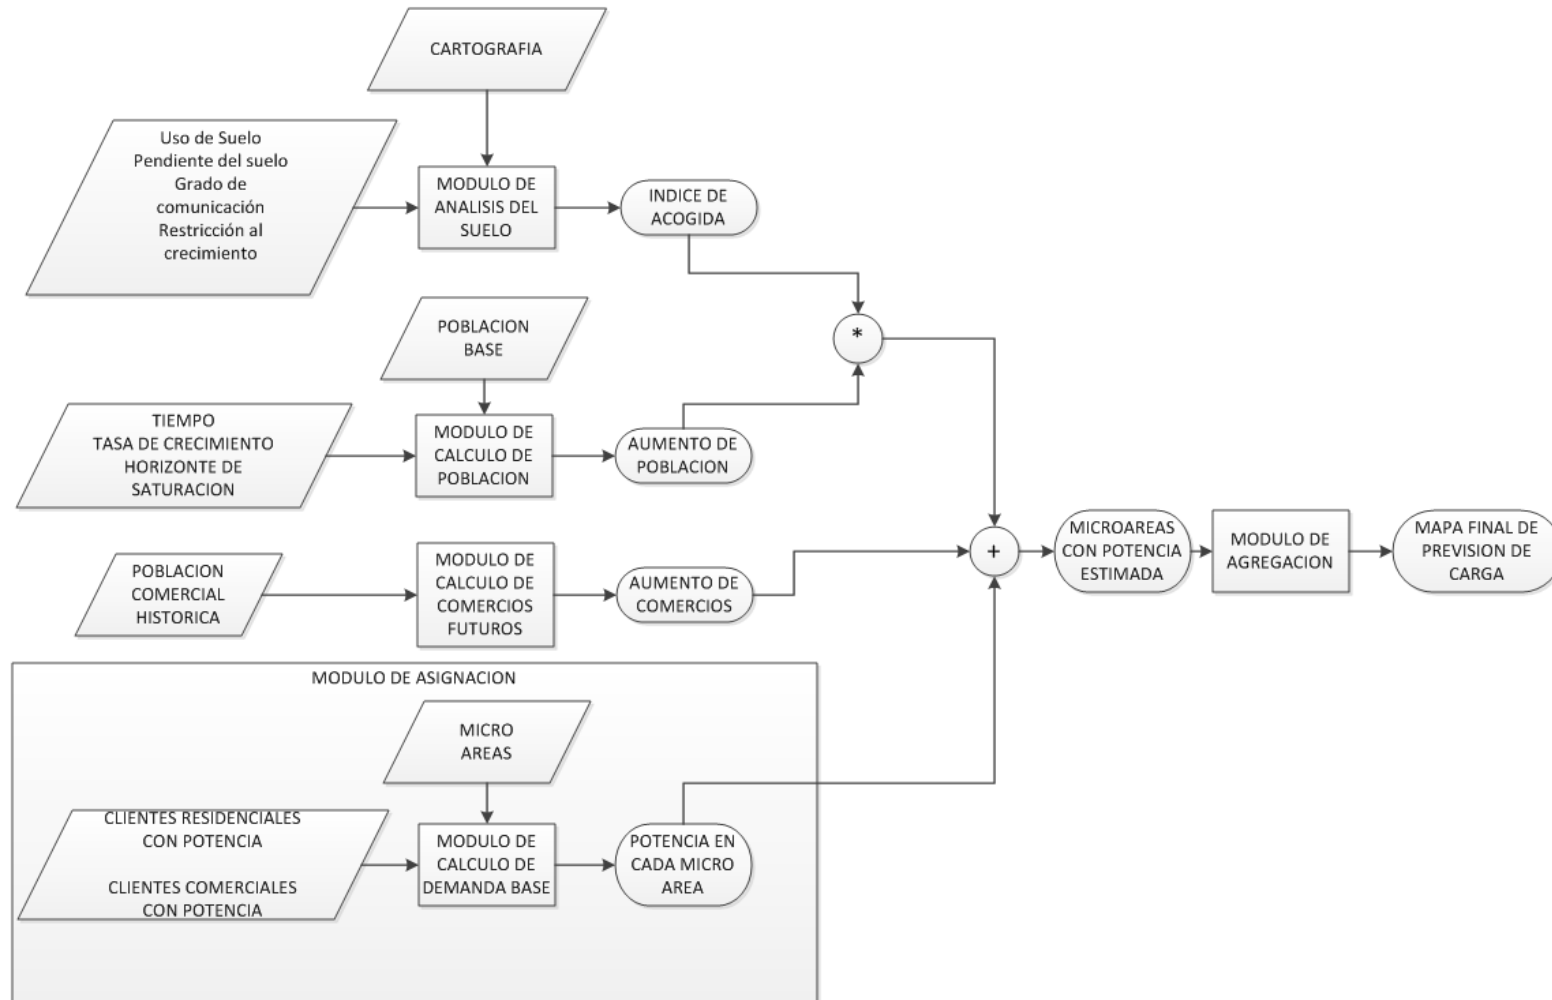 CARTOGRAFIA
Uso de Suelo
Pendiente del suelo
Grado de
comunicación
Restricción al
crecimiento
MODULO DE
ANALISIS DEL
SUELO
INDICE DE
ACOGIDA
*
POBLACION
BASE
TIEMPO
TASA DE CRECIMIENTO
HORIZONTE DE
SATURACION
MODULO DE
CALCULO DE
POBLACION
AUMENTO DE
POBLACION
POBLACION
COMERCIAL
HISTORICA
MODULO DE
CALCULO DE
COMERCIOS
FUTUROS
AUMENTO DE
COMERCIOS
+
MICROAREAS
CON POTENCIA
ESTIMADA
MODULO DE
AGREGACION
MAPA FINAL DE
PREVISION DE
CARGA
MODULO DE ASIGNACION
MICRO
AREAS
CLIENTES RESIDENCIALES
CON POTENCIA
CLIENTES COMERCIALES
CON POTENCIA
MODULO DE
CALCULO DE
DEMANDA BASE
POTENCIA EN
CADA MICRO
AREA